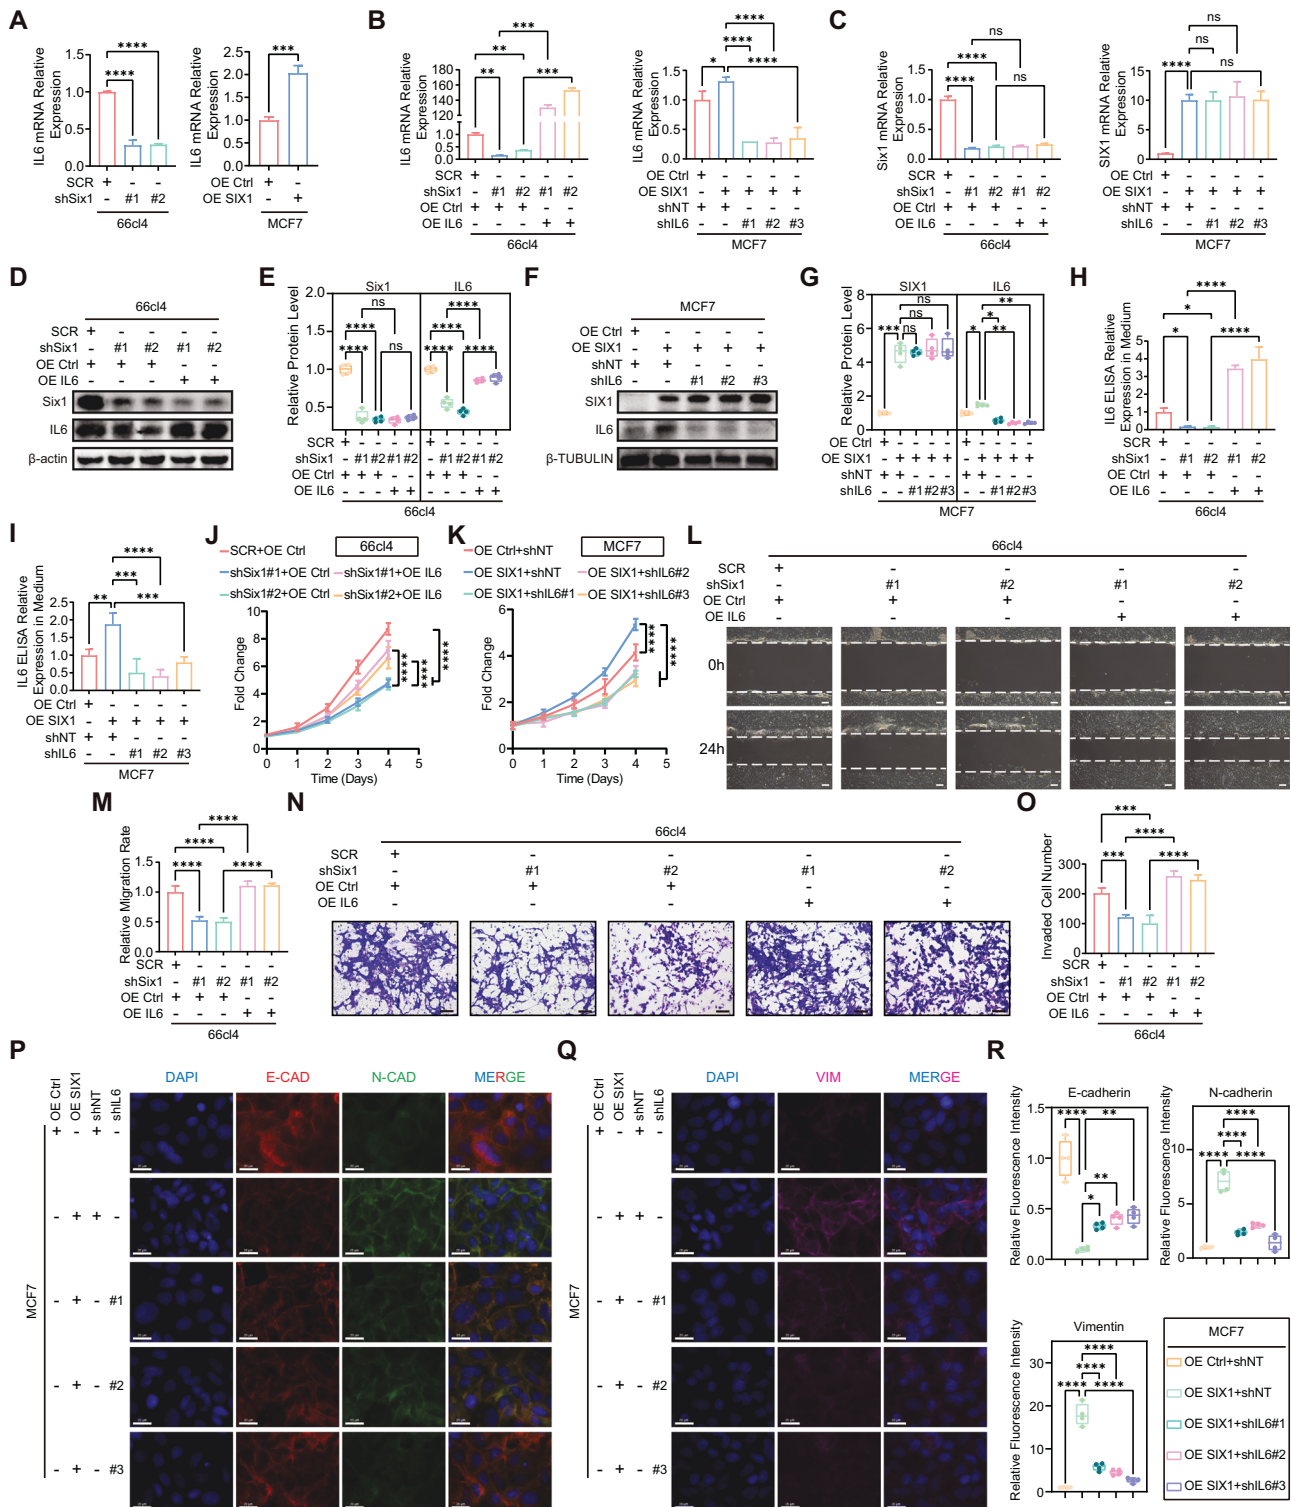 A
IL6 mRNA Relative Expression
1.5
1.0
0.5
0.0
****
****
SCR + - -
shSix1 - #1 #2
66cl4
IL6 mRNA Relative Expression
2.5
2.0
1.5
1.0
0.5
0.0
***
OE Ctrl + -
OE SIX1 - +
MCF7
B
IL6 mRNA Relative Expression
180
160
140
120
100
1.0
0.5
0.0
***
**
**
***
SCR + - - - -
shSix1 - #1 #2 #1 #2
OE Ctrl + + + - -
OE IL6 - - - + +
66cl4
IL6 mRNA Relative Expression
1.5
1.0
0.5
0.0
****
****
*
****
OE Ctrl + - - - -
OE SIX1 - + + + +
shNT + + - - -
shIL6 - - #1 #2 #3
MCF7
C
Six1 mRNA Relative Expression
1.5
1.0
0.5
0.0
ns
****
****
ns
SCR + - - - -
shSix1 - #1 #2 #1 #2
OE Ctrl + + + - -
OE IL6 - - - + +
66cl4
SIX1 mRNA Relative Expression
15
10
5
0
ns
ns
****
ns
OE Ctrl + - - - -
OE SIX1 - + + + +
shNT + + - - -
shIL6 - - #1 #2 #3
MCF7
D
66cl4
SCR + - - - -
shSix1 - #1 #2 #1 #2
OE Ctrl + + + - -
OE IL6 - - - + +
Six1
IL6
β-actin
E
Relative Protein Level
2.0
1.5
1.0
0.5
Six1
IL6
ns
****
****
ns
****
****
****
****
SCR + - - - - + - - - -
shSix1 - #1 #2 #1 #2 - #1 #2 #1 #2
OE Ctrl + + + - - + + + - -
OE IL6 - - - + + - - - + +
66cl4
F
MCF7
OE Ctrl + - - - -
OE SIX1 - + + + +
shNT + + - - -
shIL6 - - #1 #2 #3
SIX1
IL6
β-TUBULIN
G
Relative Protein Level
8
6
4
2
0
SIX1
IL6
ns
ns
***
ns
**
*
*
**
OE Ctrl + - - - - + - - - -
OE SIX1 - + + + + - + + + +
shNT + + - - - + + - - -
shIL6 - - #1 #2 #3 - - #1 #2 #3
MCF7
H
IL6 ELISA Relative Expression in Medium
5
4
3
2
1
0
****
*
*
****
SCR + - - - -
shSix1 - #1 #2 #1 #2
OE Ctrl + + + - -
OE IL6 - - - + +
66cl4
I
IL6 ELISA Relative Expression in Medium
2.5
2.0
1.5
1.0
0.5
0.0
****
***
**
***
OE Ctrl + - - - -
OE SIX1 - + + + +
shNT + + - - -
shIL6 - - #1 #2 #3
MCF7
J
66cl4
SCR+OE Ctrl
shSix1#1+OE Ctrl
shSix1#1+OE IL6
shSix1#2+OE Ctrl
shSix1#2+OE IL6
Fold Change
10
8
6
4
2
0
****
****
****
0 1 2 3 4 5
Time (Days)
K
MCF7
OE Ctrl+shNT
OE SIX1+shNT
OE SIX1+shIL6#2
OE SIX1+shIL6#1
OE SIX1+shIL6#3
Fold Change
6
4
2
0
****
****
0 1 2 3 4 5
Time (Days)
L
66cl4
SCR + - - - -
shSix1 - #1 #2 #1 #2
OE Ctrl + + + - -
OE IL6 - - - + +
0h
24h
M
Relative Migration Rate
1.5
1.0
0.5
0.0
****
****
****
****
SCR + - - - -
shSix1 - #1 #2 #1 #2
OE Ctrl + + + - -
OE IL6 - - - + +
66cl4
N
66cl4
SCR + - - - -
shSix1 - #1 #2 #1 #2
OE Ctrl + + + - -
OE IL6 - - - + +
O
Invaded Cell Number
300
200
100
0
***
****
***
****
SCR + - - - -
shSix1 - #1 #2 #1 #2
OE Ctrl + + + - -
OE IL6 - - - + +
66cl4
P
OE Ctrl
OE SIX1
shNT
shIL6
DAPI
E-CAD
N-CAD
MERGE
MCF7
+ - + -
- + + -
- + - #1
- + - #2
- + - #3
Q
OE Ctrl
OE SIX1
shNT
shIL6
DAPI
VIM
MERGE
MCF7
+ - + -
- + + -
- + - #1
- + - #2
- + - #3
R
E-cadherin
Relative Fluorescence Intensity
1.5
1.0
0.5
0.0
****
**
**
*
N-cadherin
Relative Fluorescence Intensity
10
5
0
****
****
****
****
Vimentin
Relative Fluorescence Intensity
30
20
10
0
****
****
****
****
MCF7
OE Ctrl+shNT
OE SIX1+shNT
OE SIX1+shIL6#1
OE SIX1+shIL6#2
OE SIX1+shIL6#3